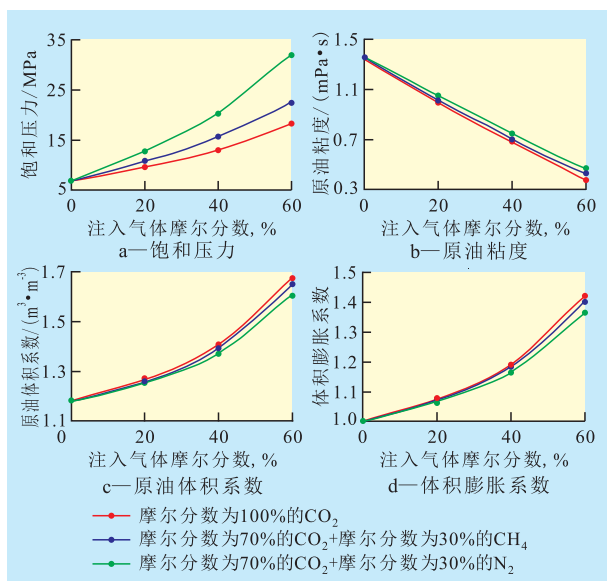 35
25
15
5
0
20
40
60
饱和压力/MPa
注入气体摩尔分数, %
a—饱和压力
1.5
1.1
0.7
0.3
0
20
40
60
原油粘度/(mPa•s)
注入气体摩尔分数, %
b—原油粘度
1.7
1.5
1.3
1.1
0
20
40
60
原油体积系数/(m³•m⁻³)
注入气体摩尔分数, %
c—原油体积系数
1.5
1.4
1.3
1.2
1.1
1.0
0
20
40
60
体积膨胀系数
注入气体摩尔分数, %
d—体积膨胀系数
摩尔分数为100%的CO₂
摩尔分数为70%的CO₂+摩尔分数为30%的CH₄
摩尔分数为70%的CO₂+摩尔分数为30%的N₂